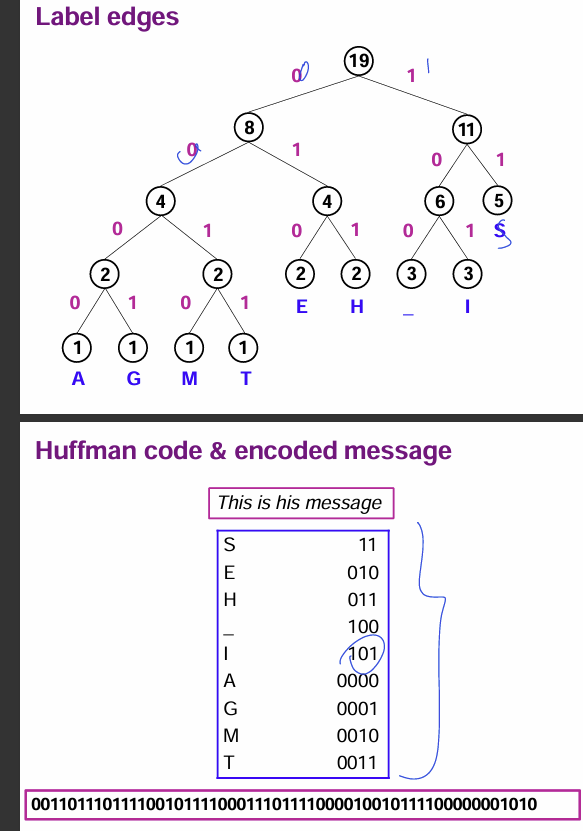 Label edges
19
0 1
8 11
0 1 0 1
4 4 6 5
0 1 0 1 0 1 S
2 2 2 2 3 3
0 1 0 1 E H _ I
1 1 1 1
A G M T
Huffman code & encoded message
This is his message
S 11
E 010
H 011
_ 100
I 101
A 0000
G 0001
M 0010
T 0011
00110111011110010111100011101111000010010111100000001010